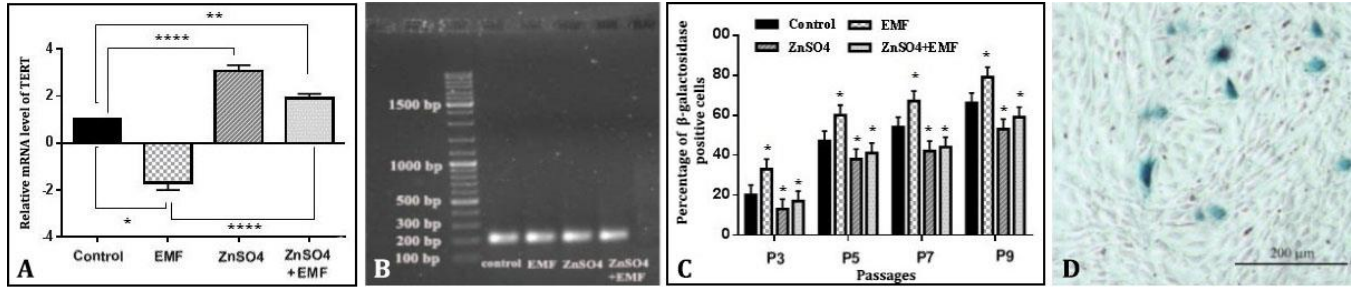 **
****
4
2
0
-2
-4
Relative mRNA level of TERT
*
****
Control
EMF
ZnSO4
ZnSO4
+EMF
A
1500 bp
1000 bp
500 bp
300 bp
200 bp
100 bp
control
EMF
ZnSO4
ZnSO4
+EMF
B
Control
EMF
ZnSO4
ZnSO4+EMF
Percentage of β-galactosidase
positive cells
00
80
60
40
20
0
* * *
* * *
* * *
* * *
P3
P5
P7
P9
Passages
C
200 µm
D